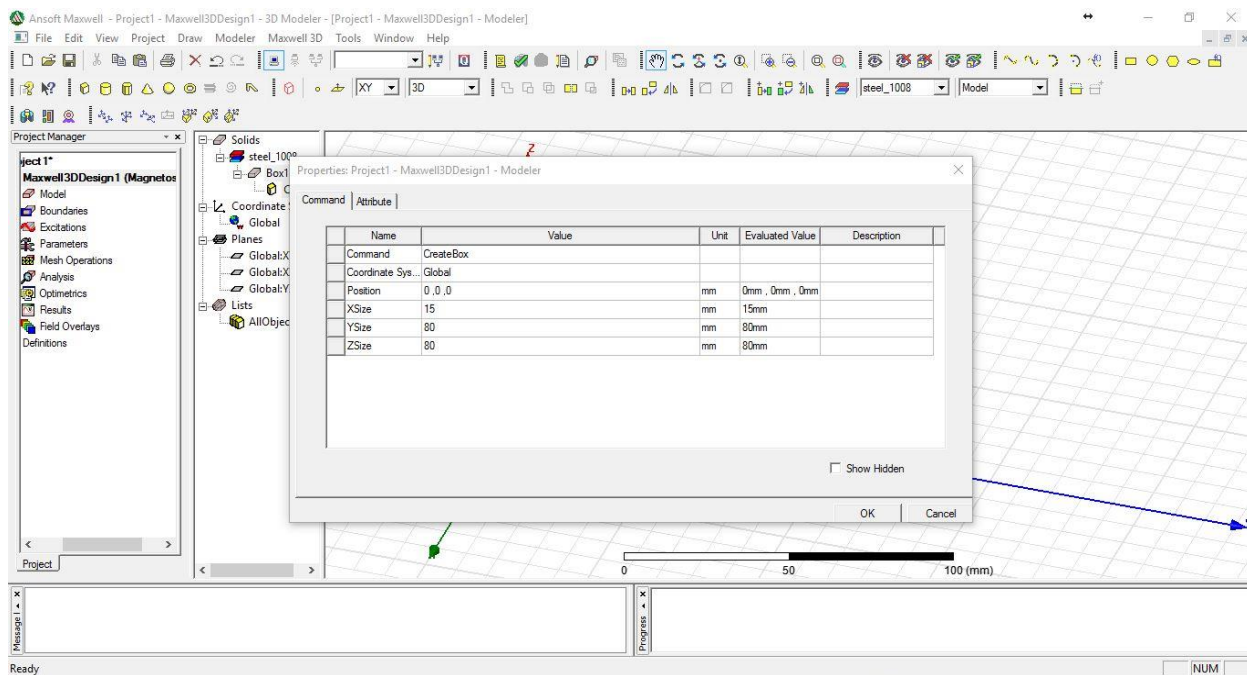 Ansoft Maxwell - Project1 - Maxwell3DDesign1 - 3D Modeler - [Project1 - Maxwell3DDesign1 - Modeler]
File Edit View Project Draw Modeler Maxwell 3D Tools Window Help
XY 3D steel_1008 Model
Project Manager
ject1*
Maxwell3DDesign1 (Magnetos
Model
Boundaries
Excitations
Parameters
Mesh Operations
Analysis
Optimetrics
Results
Field Overlays
Definitions
Project
Solids
steel_100
Box1
C
Coordinate
Global
Planes
Global:X
Global:X
Global:Y
Lists
AllObjec
Z
Properties: Project1 - Maxwell3DDesign1 - Modeler
Command Attribute
Name Value Unit Evaluated Value Description
Command CreateBox
Coordinate Sys... Global
Position 0 ,0 ,0 mm 0mm , 0mm , 0mm
XSize 15 mm 15mm
YSize 80 mm 80mm
ZSize 80 mm 80mm
Show Hidden
OK Cancel
0 50 100 (mm)
Message
Progress
Ready NUM